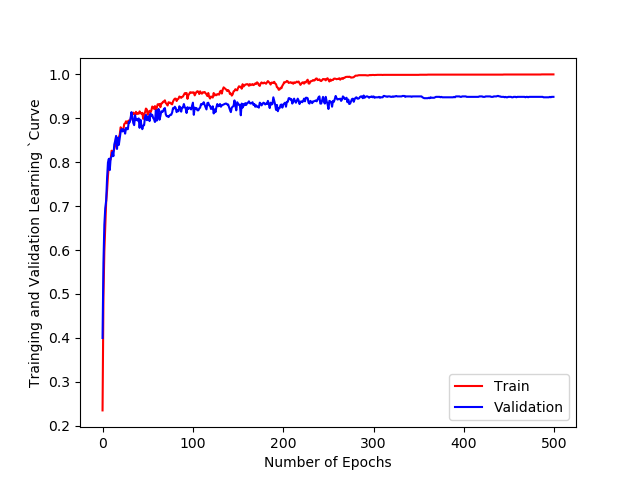 1.0
0.9
0.8
0.7
0.6
0.5
0.4
0.3
0.2
Trainging and Validation Learning `Curve
Train
Validation
0 100 200 300 400 500
Number of Epochs